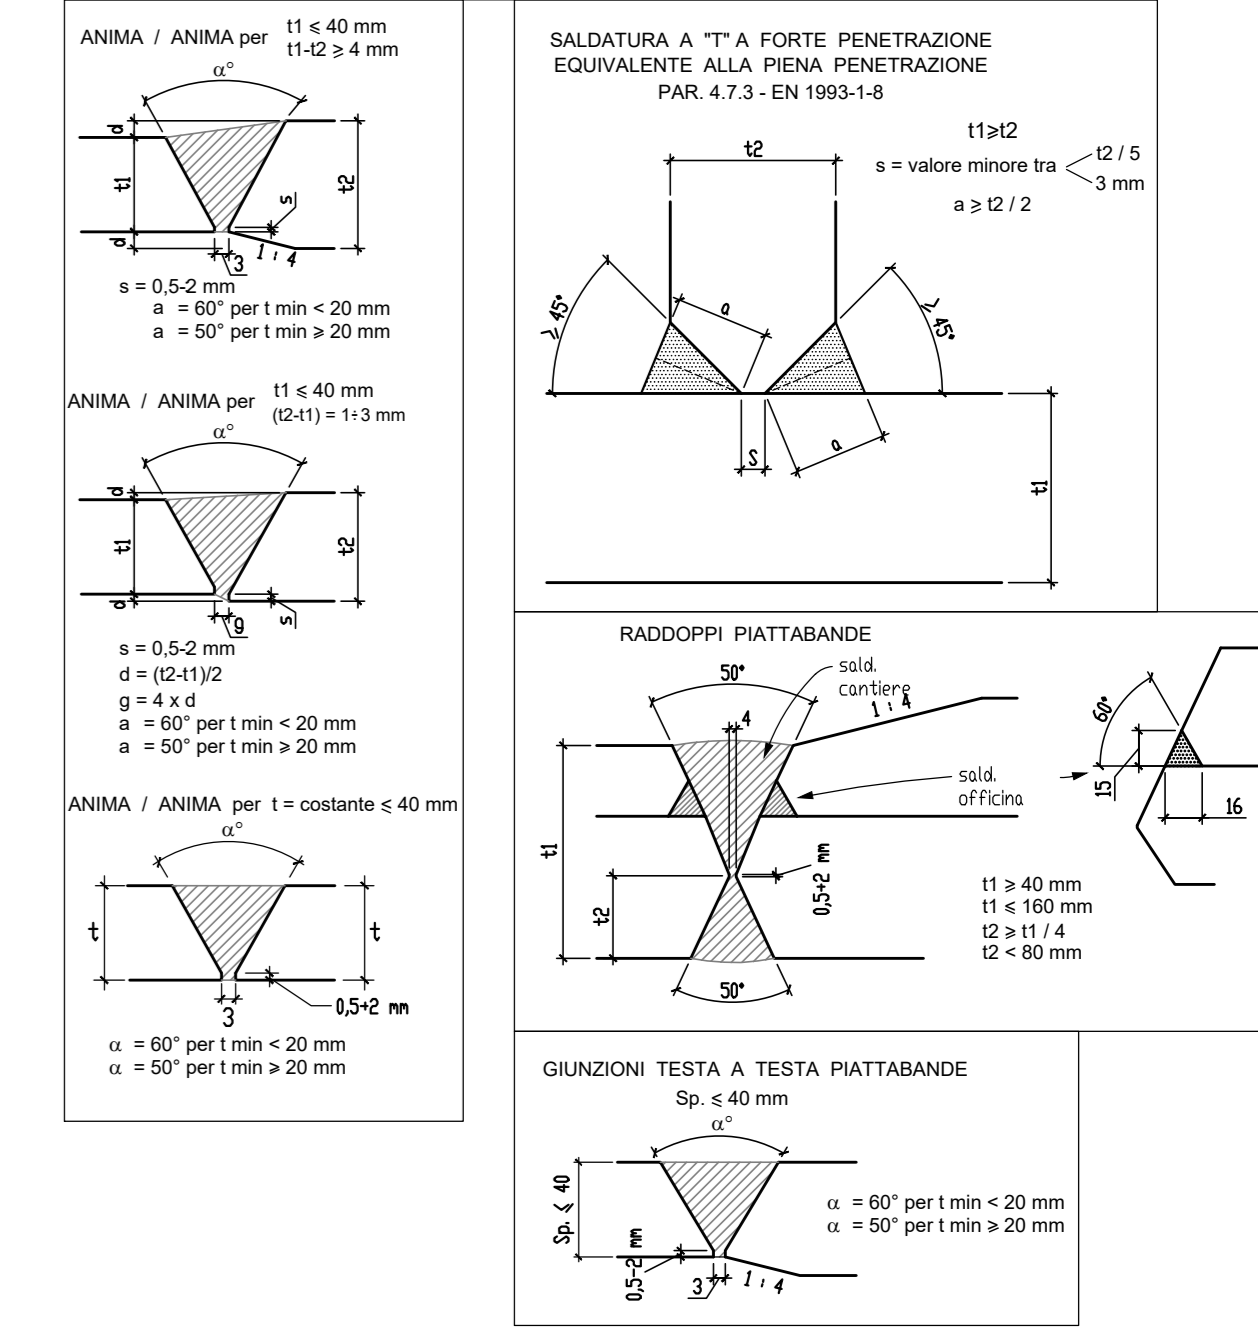 ANIMA / ANIMA per
t1 ⩽ 40 mm
t1-t2 ⩾ 4 mm
α°
d
t1
d
t2
s
3
1 : 4
s = 0,5-2 mm
a = 60° per t min < 20 mm
a = 50° per t min ⩾ 20 mm
ANIMA / ANIMA per
t1 ⩽ 40 mm
(t2-t1) = 1÷3 mm
α°
d
t1
d
t2
s
g
s = 0,5-2 mm
d = (t2-t1)/2
g = 4 x d
a = 60° per t min < 20 mm
a = 50° per t min ⩾ 20 mm
ANIMA / ANIMA per t = costante ⩽ 40 mm
α°
t
t
3
0,5÷2 mm
α = 60° per t min < 20 mm
α = 50° per t min ⩾ 20 mm
SALDATURA A "T" A FORTE PENETRAZIONE
EQUIVALENTE ALLA PIENA PENETRAZIONE
PAR. 4.7.3 - EN 1993-1-8
t1⩾t2
s = valore minore tra
t2 / 5
3 mm
a ⩾ t2 / 2
t2
⩾ 45°
a
⩾ 45°
S
a
t1
RADDOPPI PIATTABANDE
50°
sald.
cantiere
1 : 4
4
sald.
officina
t1
t2
0,5÷2 mm
50°
60°
15
16
t1 ⩾ 40 mm
t1 ⩽ 160 mm
t2 ⩾ t1 / 4
t2 < 80 mm
GIUNZIONI TESTA A TESTA PIATTABANDE
Sp. ⩽ 40 mm
α°
Sp. ⩽ 40
0,5-2 mm
3
1 : 4
α = 60° per t min < 20 mm
α = 50° per t min ⩾ 20 mm